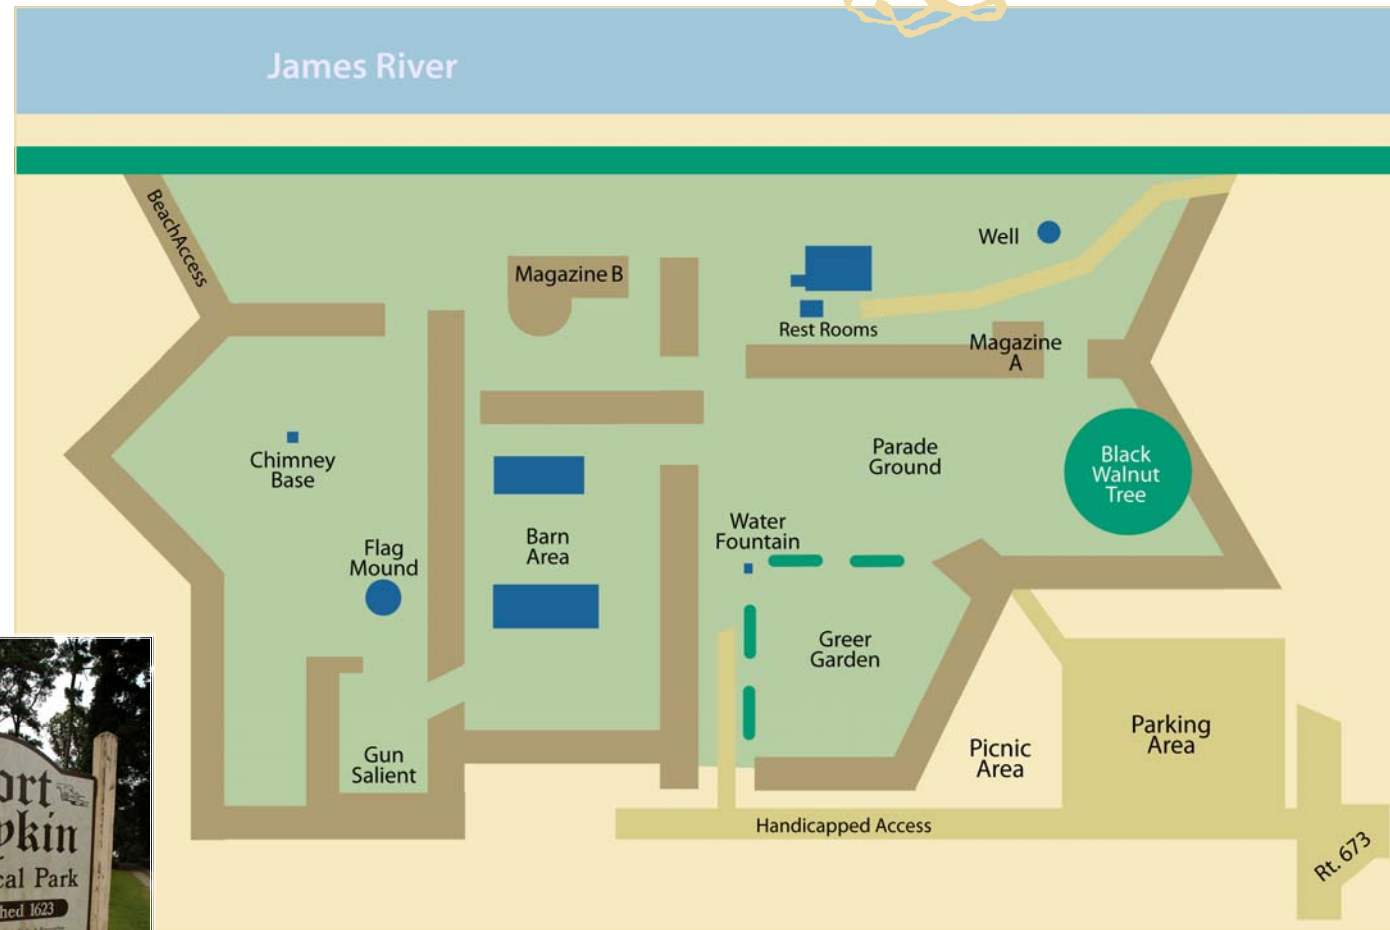 James River
BeachAccess
Magazine B
Well
Rest Rooms
Magazine
A
Chimney
Base
Parade
Ground
Black
Walnut
Tree
Flag
Mound
Barn
Area
Water
Fountain
Greer
Garden
Gun
Salient
Picnic
Area
Parking
Area
Handicapped Access
Rt. 673
ort
ykin
cal Park
hed 1623